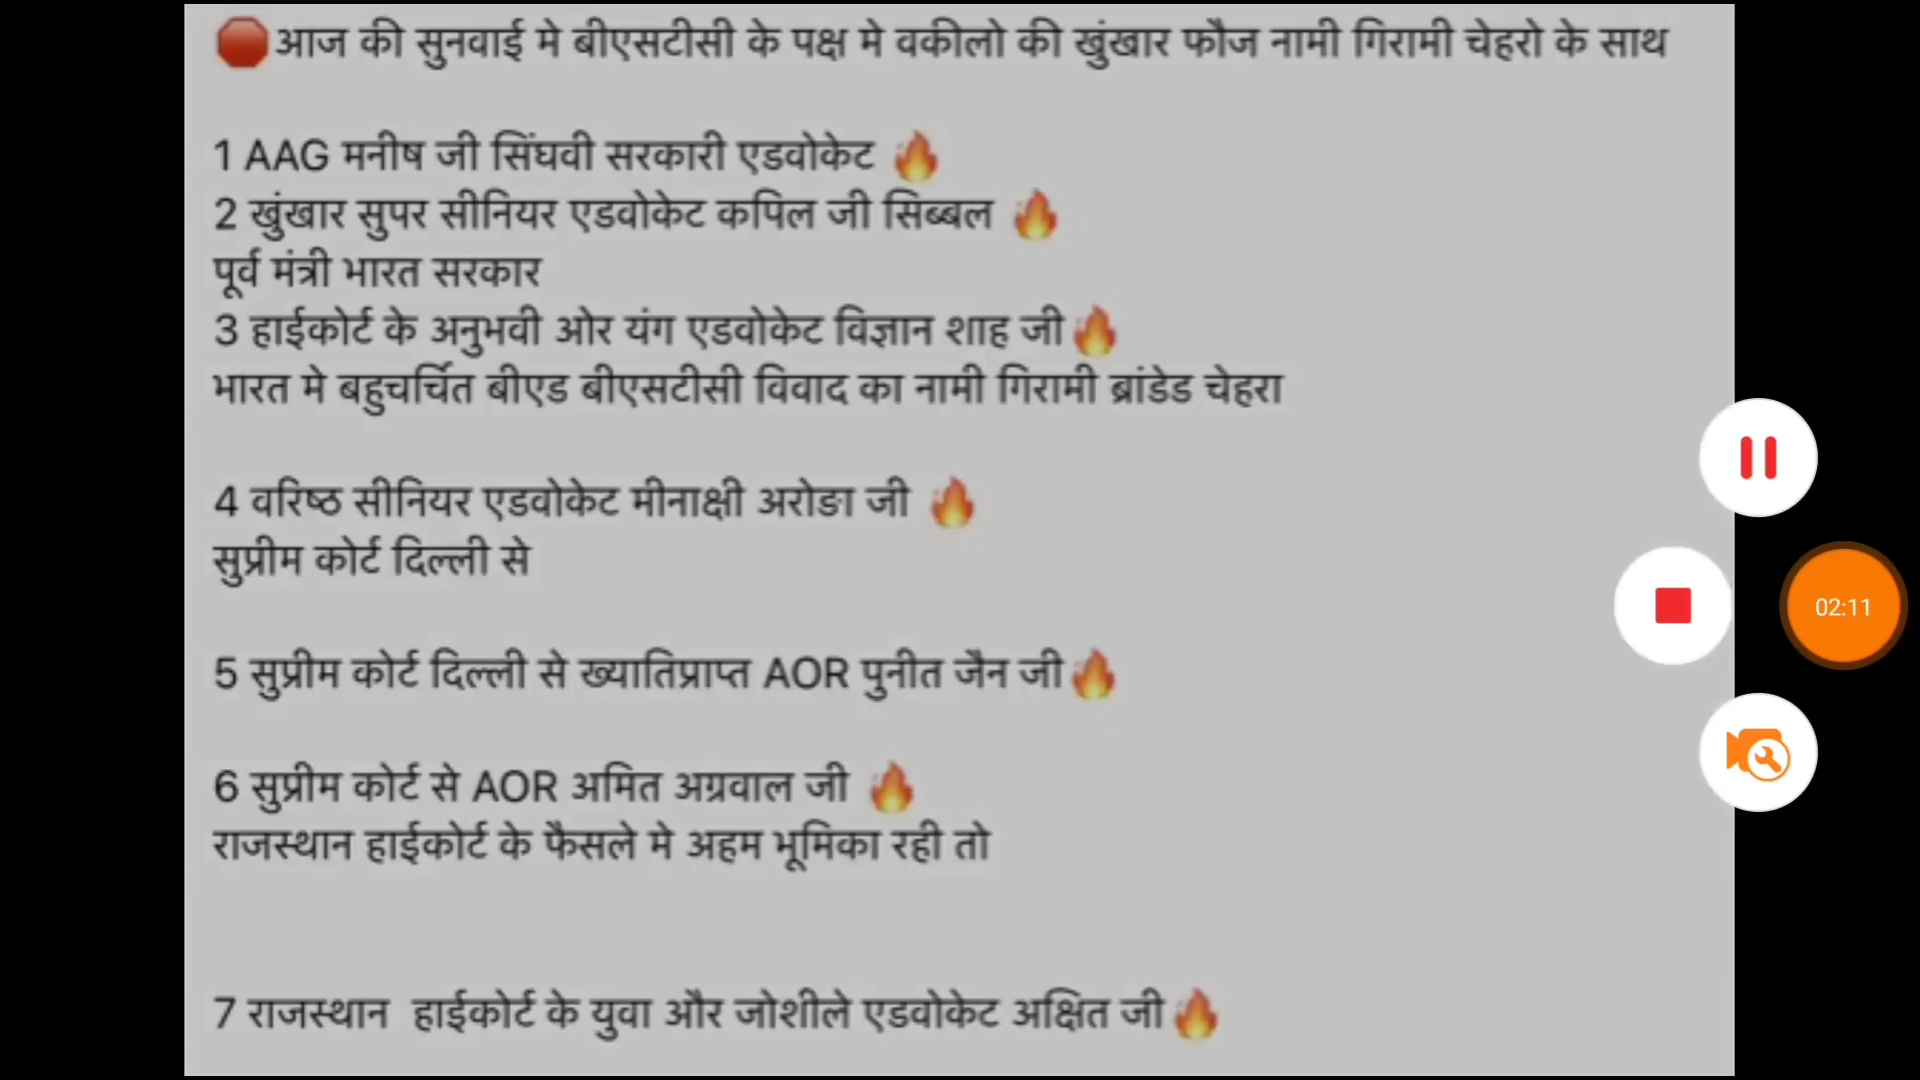 🛑आज की सुनवाई मे बीएसटीसी के पक्ष मे वकीलो की खुंखार फौज नामी गिरामी चेहरो के साथ
1 AAG मनीष जी सिंघवी सरकारी एडवोकेट 🔥
2 खुंखार सुपर सीनियर एडवोकेट कपिल जी सिब्बल 🔥
पूर्व मंत्री भारत सरकार
3 हाईकोर्ट के अनुभवी ओर यंग एडवोकेट विज्ञान शाह जी🔥
भारत मे बहुचर्चित बीएड बीएसटीसी विवाद का नामी गिरामी ब्रांडेड चेहरा
4 वरिष्ठ सीनियर एडवोकेट मीनाक्षी अरोङा जी 🔥
सुप्रीम कोर्ट दिल्ली से
5 सुप्रीम कोर्ट दिल्ली से ख्यातिप्राप्त AOR पुनीत जैन जी🔥
6 सुप्रीम कोर्ट से AOR अमित अग्रवाल जी 🔥
राजस्थान हाईकोर्ट के फैसले मे अहम भूमिका रही तो
7 राजस्थान हाईकोर्ट के युवा और जोशीले एडवोकेट अक्षित जी🔥
02:11